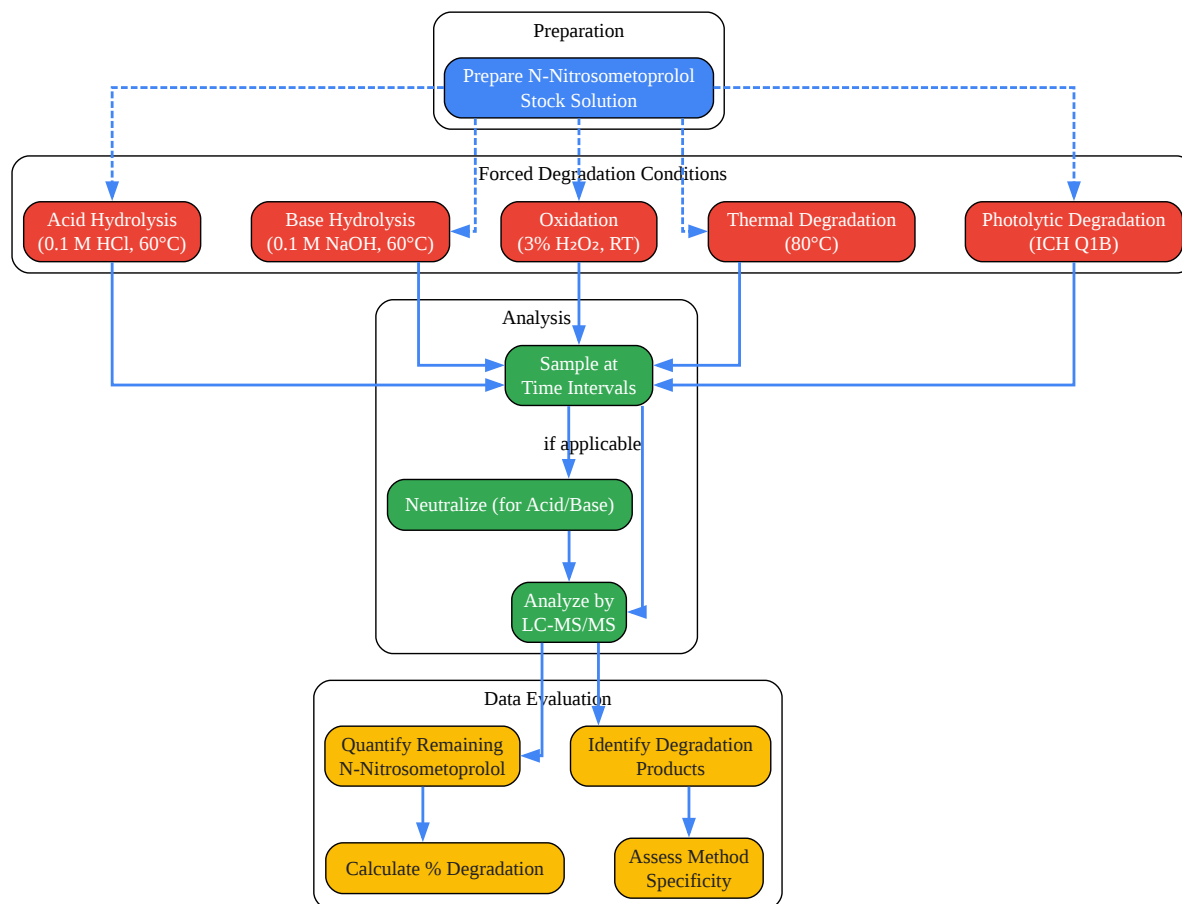 Preparation
Prepare N-Nitrosometoprolol
Stock Solution
Forced Degradation Conditions
Acid Hydrolysis
(0.1 M HCl, 60°C)
Base Hydrolysis
(0.1 M NaOH, 60°C)
Oxidation
(3% H₂O₂, RT)
Thermal Degradation
(80°C)
Photolytic Degradation
(ICH Q1B)
Analysis
Sample at
Time Intervals
if applicable
Neutralize (for Acid/Base)
Analyze by
LC-MS/MS
Data Evaluation
Quantify Remaining
N-Nitrosometoprolol
Identify Degradation
Products
Calculate % Degradation
Assess Method
Specificity